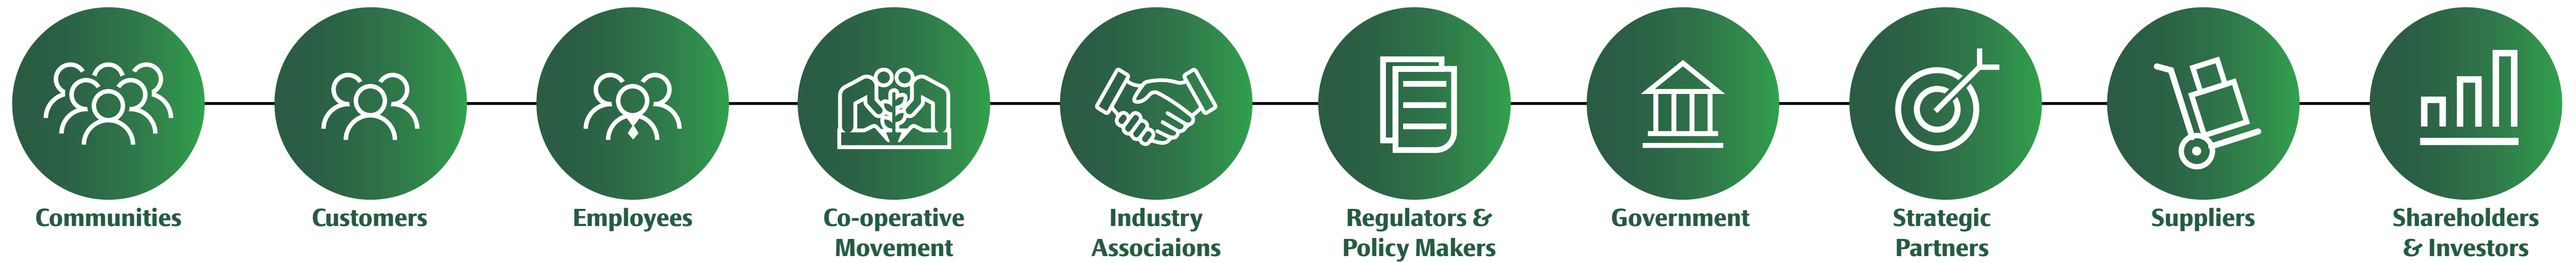 Communities
Customers
Employees
Co-operative
Movement
Industry
Associaions
Regulators &
Policy Makers
Government
Strategic
Partners
Suppliers
Shareholders
& Investors